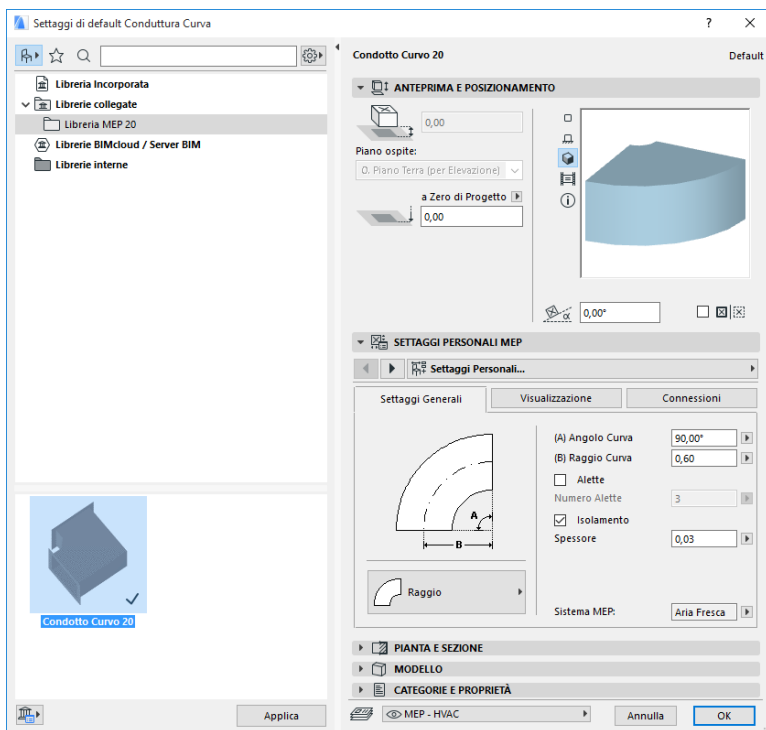 Settaggi di default Conduttura Curva
?
Libreria Incorporata
Librerie collegate
Libreria MEP 20
Librerie BIMcloud / Server BIM
Librerie interne
Condotto Curvo 20
Applica
Condotto Curvo 20 Default
ANTEPRIMA E POSIZIONAMENTO
0,00
Piano ospite:
0. Piano Terra (per Elevazione)
a Zero di Progetto
0,00
α 0,00°
SETTAGGI PERSONALI MEP
Settaggi Personali...
Settaggi Generali Visualizzazione Connessioni
A
B
Raggio
(A) Angolo Curva 90,00°
(B) Raggio Curva 0,60
Alette
Numero Alette 3
Isolamento
Spessore 0,03
Sistema MEP: Aria Fresca
PIANTA E SEZIONE
MODELLO
CATEGORIE E PROPRIETÀ
MEP - HVAC
Annulla OK